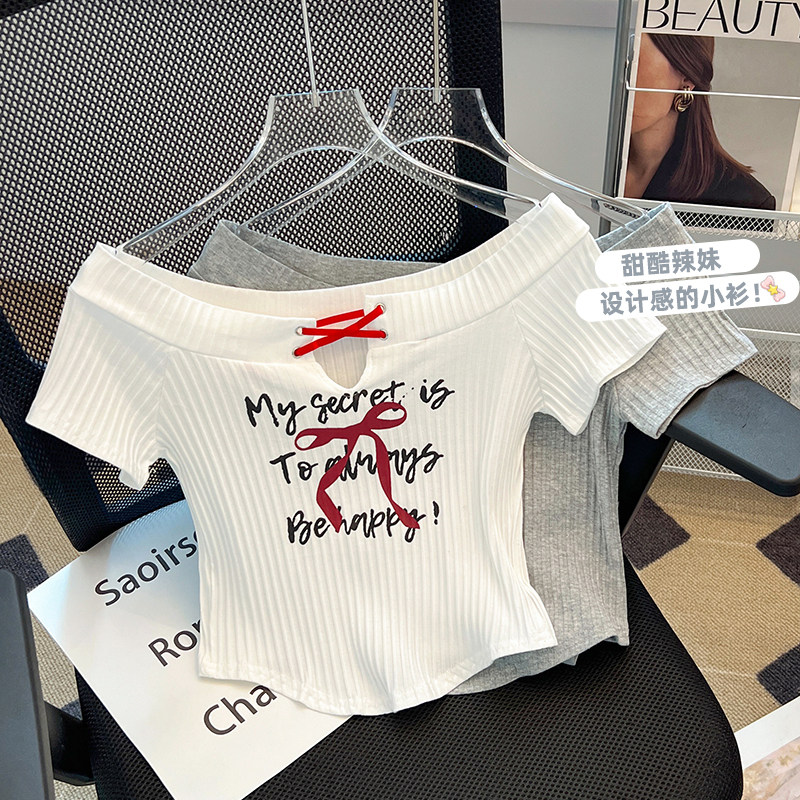 BEAUTY
甜酷辣妹
设计感的小衫!
My secret is
To always
Be happy!
Saoirse
Ro
Cha